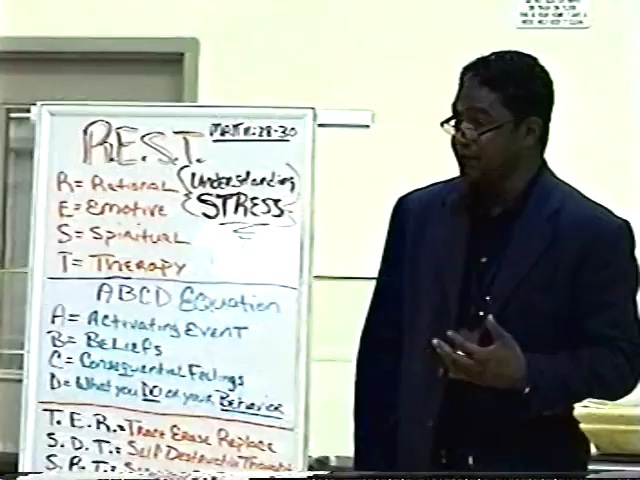 R.E.S.T. MATT 11:28-30
R= Rational (Understanding
E= Emotive STRESS
S= Spiritual
T= THERAPY
ABCD Equation
A= Activating EVENT
B= Beliefs
C= Consequential Feelings
D= What you DO or your Behavior
T.E.R.= Trace Erase Replace
S.D.T.= Self Destructive Thoughts
S.P.T.=